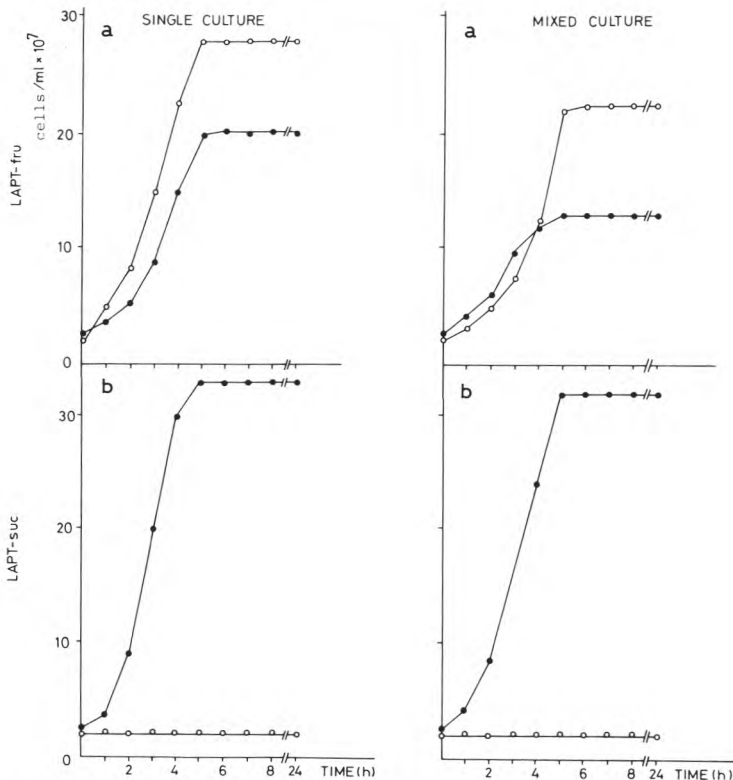 SINGLE CULTURE
MIXED CULTURE
a
a
30
20
10
0
LAPT-fru
cells/ml × 10⁷
b
b
30
20
10
0
LAPT-suc
2 4 6 8 24 TIME(h)
2 4 6 8 24 TIME(h)